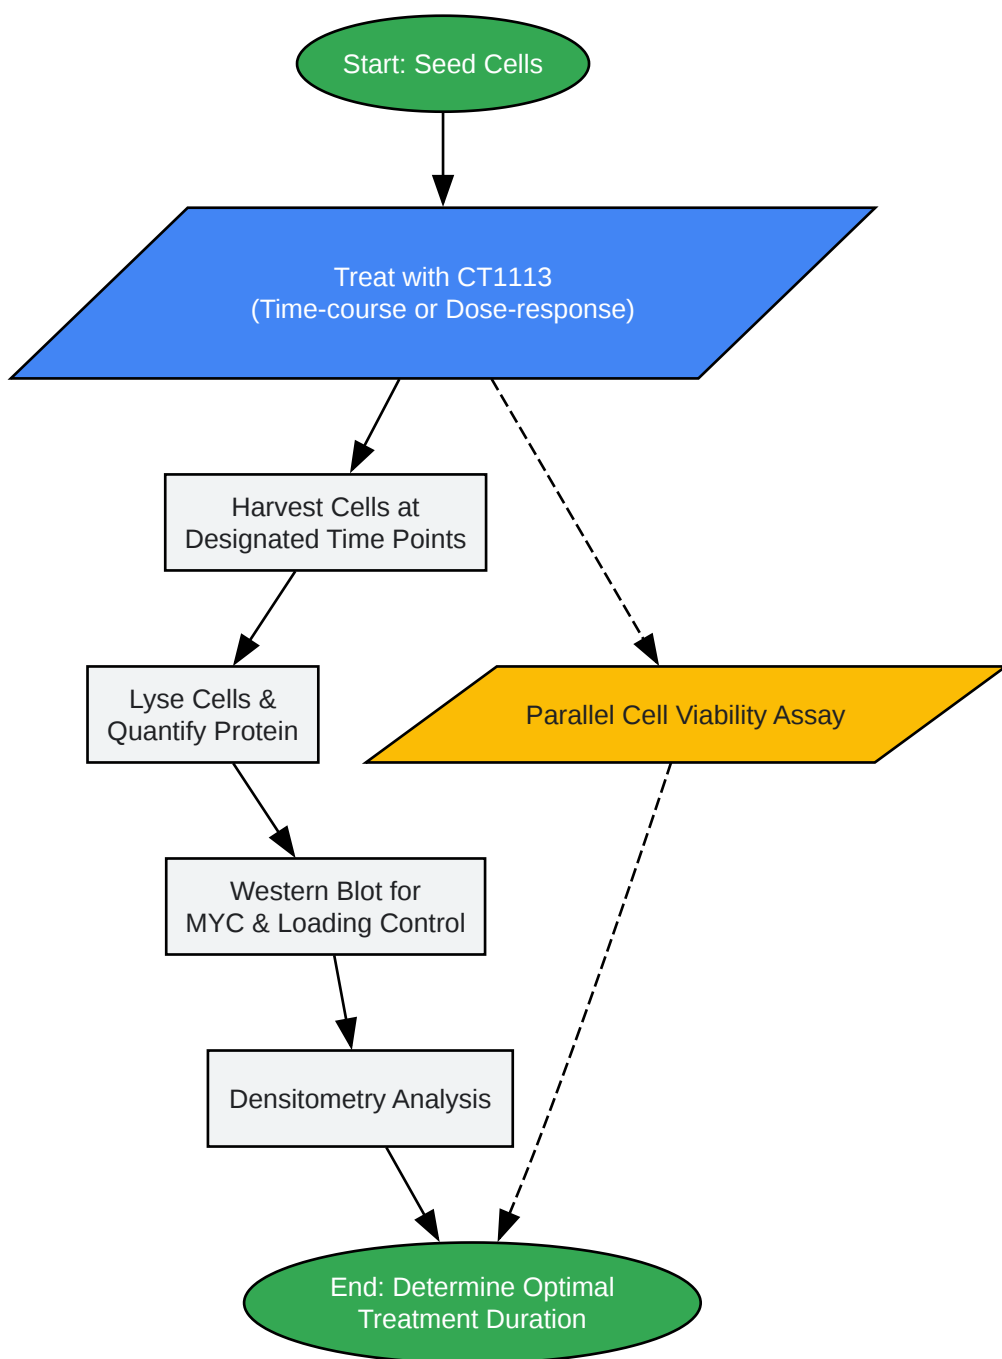 Start: Seed Cells
Treat with CT1113
(Time-course or Dose-response)
Harvest Cells at
Designated Time Points
Lyse Cells &
Quantify Protein
Parallel Cell Viability Assay
Western Blot for
MYC & Loading Control
Densitometry Analysis
End: Determine Optimal
Treatment Duration